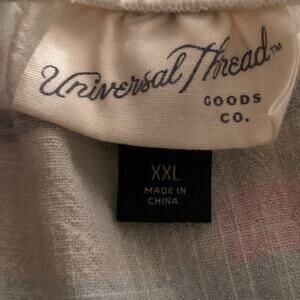 Universal Thread™
GOODS
CO.
XXL
MADE IN
CHINA